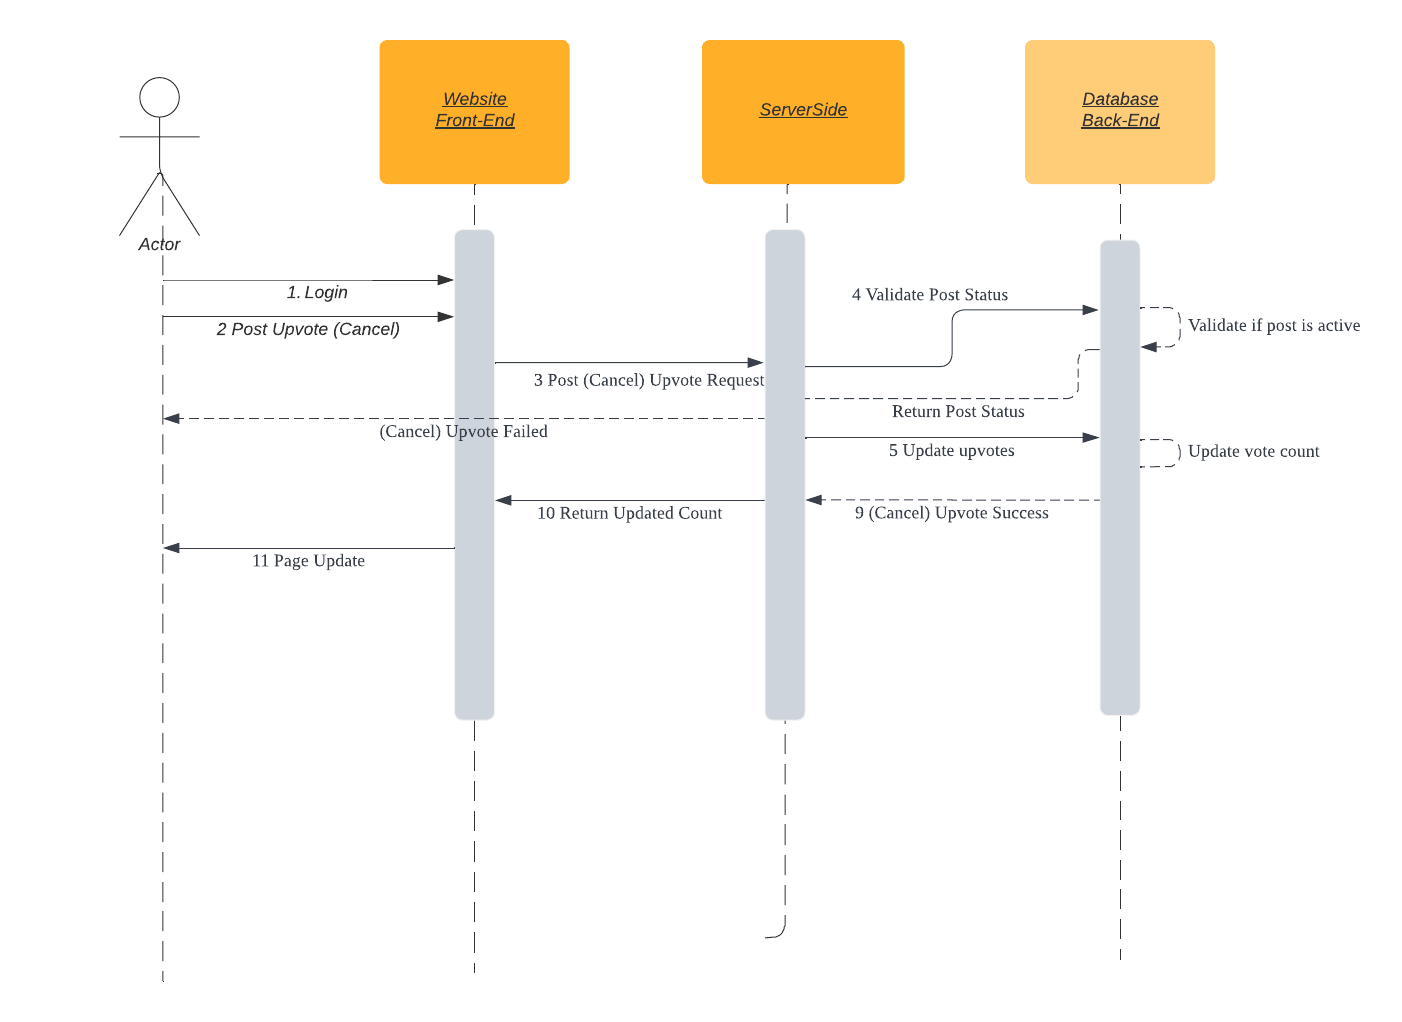 Website
Front-End
ServerSide
Database
Back-End
Actor
1. Login
2 Post Upvote (Cancel)
4 Validate Post Status
Validate if post is active
3 Post (Cancel) Upvote Request
Return Post Status
(Cancel) Upvote Failed
5 Update upvotes
Update vote count
10 Return Updated Count
9 (Cancel) Upvote Success
11 Page Update